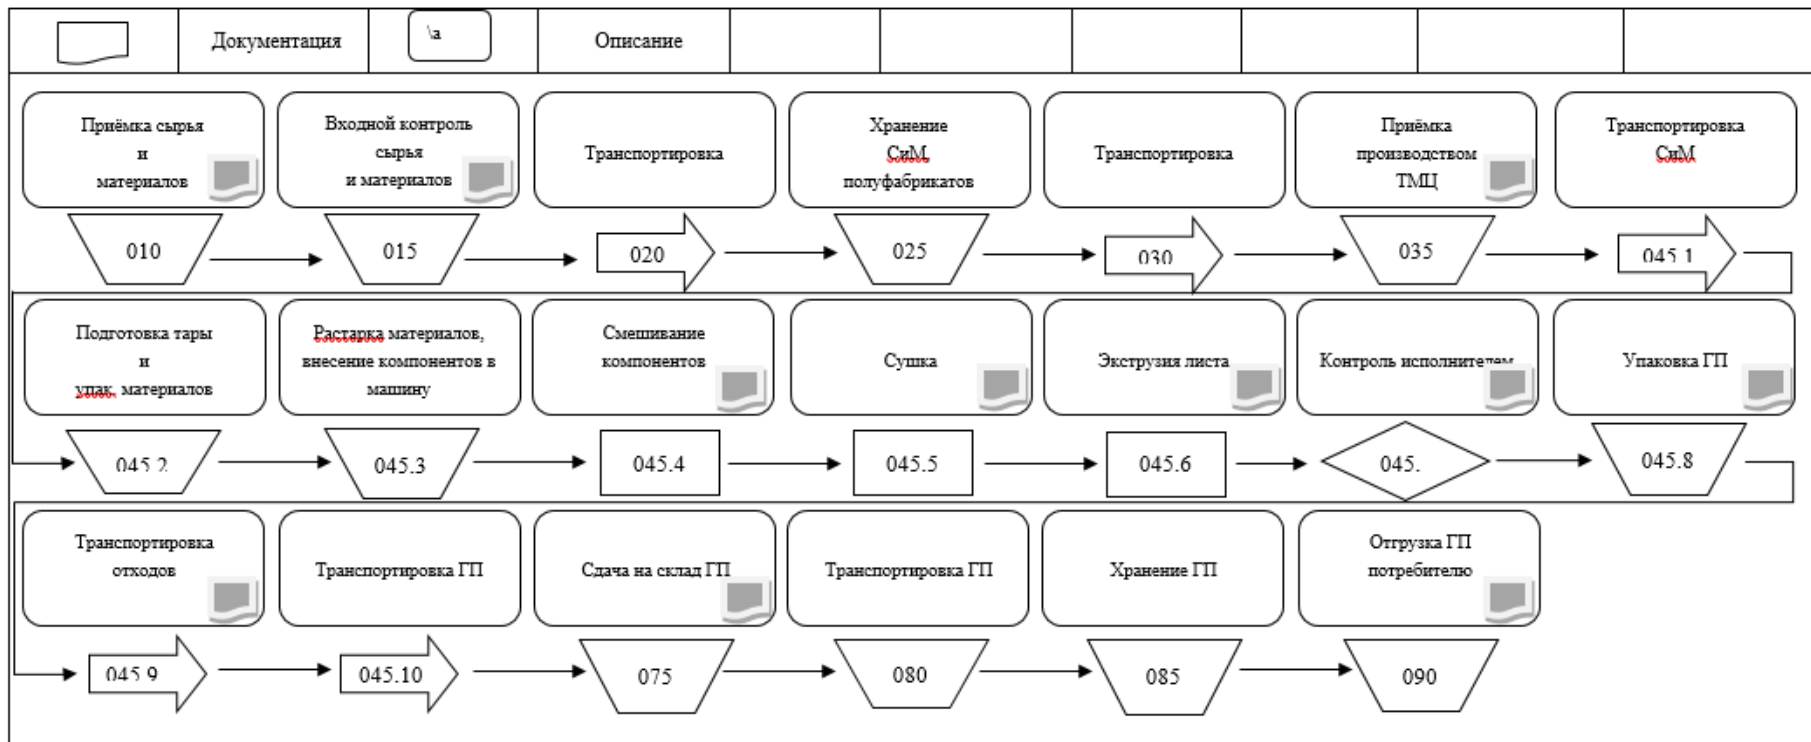 Документация
\a
Описание
Приёмка сырья
и
материалов
Входной контроль
сырья
и материалов
Транспортировка
Хранение
СиМ,
полуфабрикатов
Транспортировка
Приёмка
производством
ТМЦ
Транспортировка
СиМ
010
015
020
025
030
035
045.1
Подготовка тары
и
упак. материалов
Растарка материалов,
внесение компонентов в
машину
Смешивание
компонентов
Сушка
Экструзия листа
Контроль исполнителем
Упаковка ГП
045.2
045.3
045.4
045.5
045.6
045.
045.8
Транспортировка
отходов
Транспортировка ГП
Сдача на склад ГП
Транспортировка ГП
Хранение ГП
Отгрузка ГП
потребителю
045.9
045.10
075
080
085
090